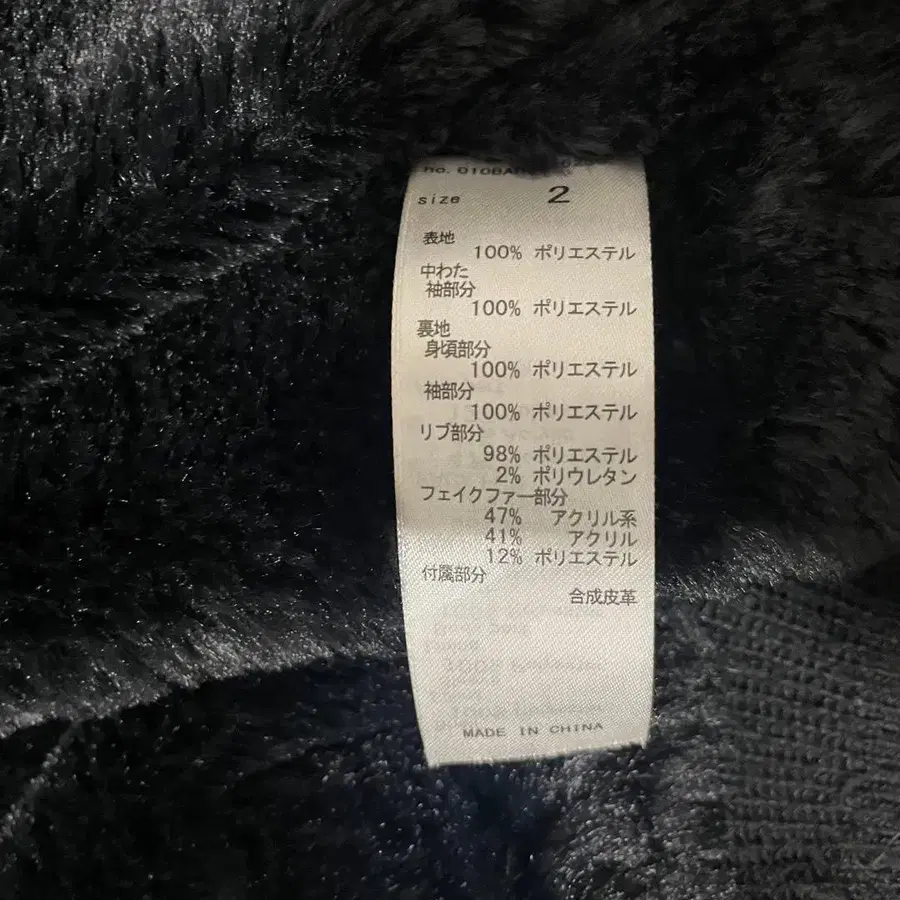 size 2
表地
100% ポリエステル
中わた
袖部分
100% ポリエステル
裏地
身頃部分
100% ポリエステル
袖部分
100% ポリエステル
リブ部分
98% ポリエステル
2% ポリウレタン
フェイクファー部分
47% アクリル系
41% アクリル
12% ポリエステル
付属部分
合成皮革
MADE IN CHINA